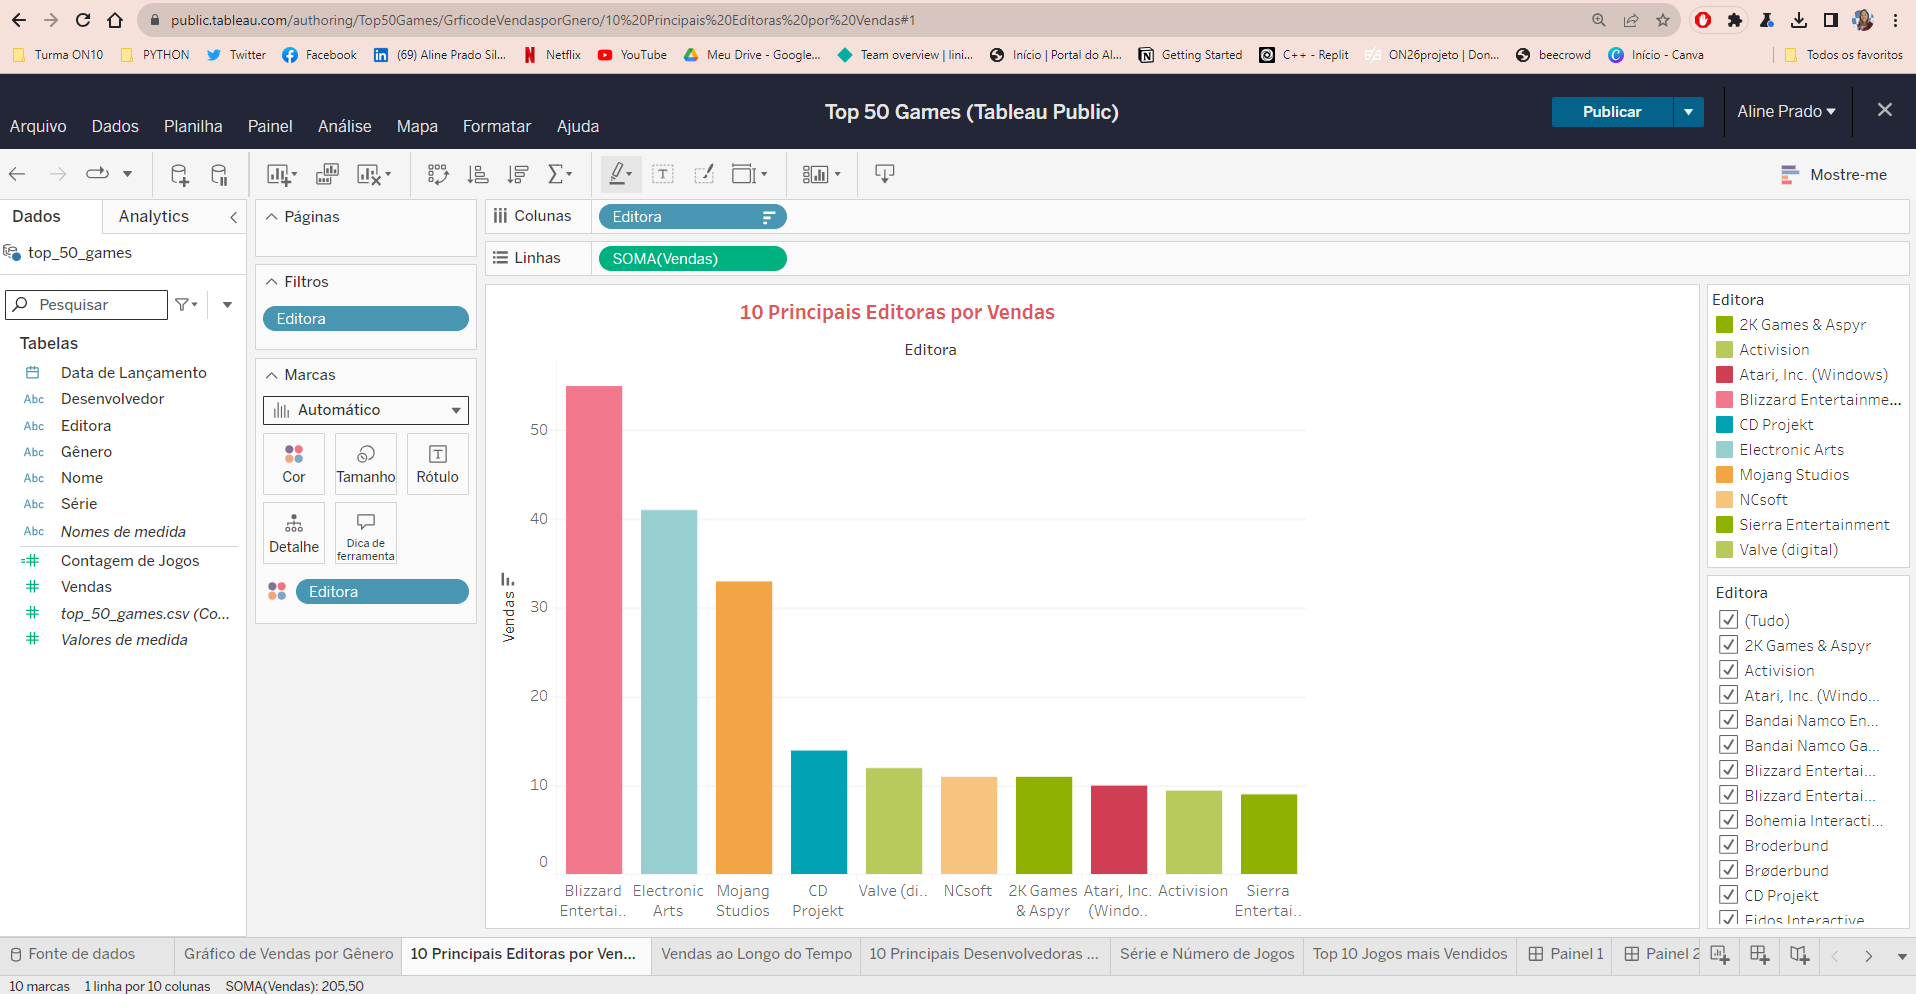 public.tableau.com/authoring/Top50Games/GrficodeVendasporGnero/10%20Principais%20Editoras%20por%20Vendas#1
Turma ON10
PYTHON
Twitter
Facebook
(69) Aline Prado Sil...
Netflix
YouTube
Meu Drive - Google...
Team overview | lini...
Início | Portal do Al...
Getting Started
C++ - Replit
ON26projeto | Don...
beecrowd
Início - Canva
Todos os favoritos
Top 50 Games (Tableau Public)
Publicar
Aline Prado
Arquivo
Dados
Planilha
Painel
Análise
Mapa
Formatar
Ajuda
Mostre-me
Dados
Analytics
top_50_games
Pesquisar
Tabelas
Data de Lançamento
Abc Desenvolvedor
Abc Editora
Abc Gênero
Abc Nome
Abc Série
Abc Nomes de medida
Contagem de Jogos
Vendas
top_50_games.csv (Co...
Valores de medida
Páginas
Filtros
Editora
Marcas
Automático
Cor
Tamanho
Rótulo
Detalhe
Dica de
ferramenta
Editora
Colunas
Editora
Linhas
SOMA(Vendas)
10 Principais Editoras por Vendas
Editora
Vendas
50
40
30
20
10
0
Blizzard
Entertai..
Electronic
Arts
Mojang
Studios
CD
Projekt
Valve (di..
NCsoft
2K Games
& Aspyr
Atari, Inc.
(Windo..
Activision
Sierra
Entertai..
Editora
2K Games & Aspyr
Activision
Atari, Inc. (Windows)
Blizzard Entertainme...
CD Projekt
Electronic Arts
Mojang Studios
NCsoft
Sierra Entertainment
Valve (digital)
Editora
(Tudo)
2K Games & Aspyr
Activision
Atari, Inc. (Windo...
Bandai Namco En...
Bandai Namco Ga...
Blizzard Entertai...
Blizzard Entertai...
Bohemia Interacti...
Broderbund
Brøderbund
CD Projekt
Eidos Interactive
Fonte de dados
Gráfico de Vendas por Gênero
10 Principais Editoras por Ven...
Vendas ao Longo do Tempo
10 Principais Desenvolvedoras ...
Série e Número de Jogos
Top 10 Jogos mais Vendidos
Painel 1
Painel 2
10 marcas
1 linha por 10 colunas
SOMA(Vendas): 205,50